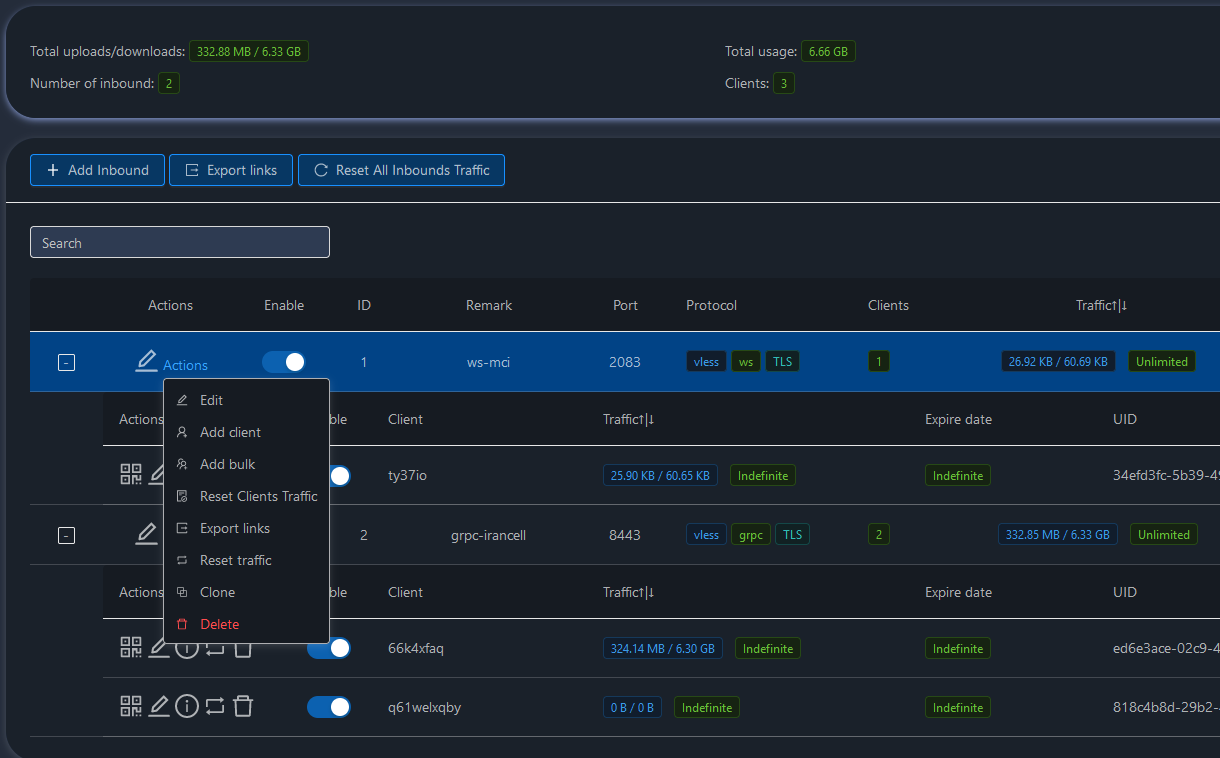 Total uploads/downloads: 332.88 MB / 6.33 GB
Total usage: 6.66 GB
Number of inbound: 2
Clients: 3
Add Inbound
Export links
Reset All Inbounds Traffic
Search
Actions Enable ID Remark Port Protocol Clients Traffic↑|↓
Actions 1 ws-mci 2083 vless ws TLS 1 26.92 KB / 60.69 KB Unlimited
Edit
Add client
Add bulk
Reset Clients Traffic
Export links
Reset traffic
Clone
Delete
Actions ble Client Traffic↑|↓ Expire date UID
ty37io 25.90 KB / 60.65 KB Indefinite Indefinite 34efd3fc-5b39-49
2 grpc-irancell 8443 vless grpc TLS 2 332.85 MB / 6.33 GB Unlimited
Actions ble Client Traffic↑|↓ Expire date UID
66k4xfaq 324.14 MB / 6.30 GB Indefinite Indefinite ed6e3ace-02c9-4
q61welxqby 0 B / 0 B Indefinite Indefinite 818c4b8d-29b2-